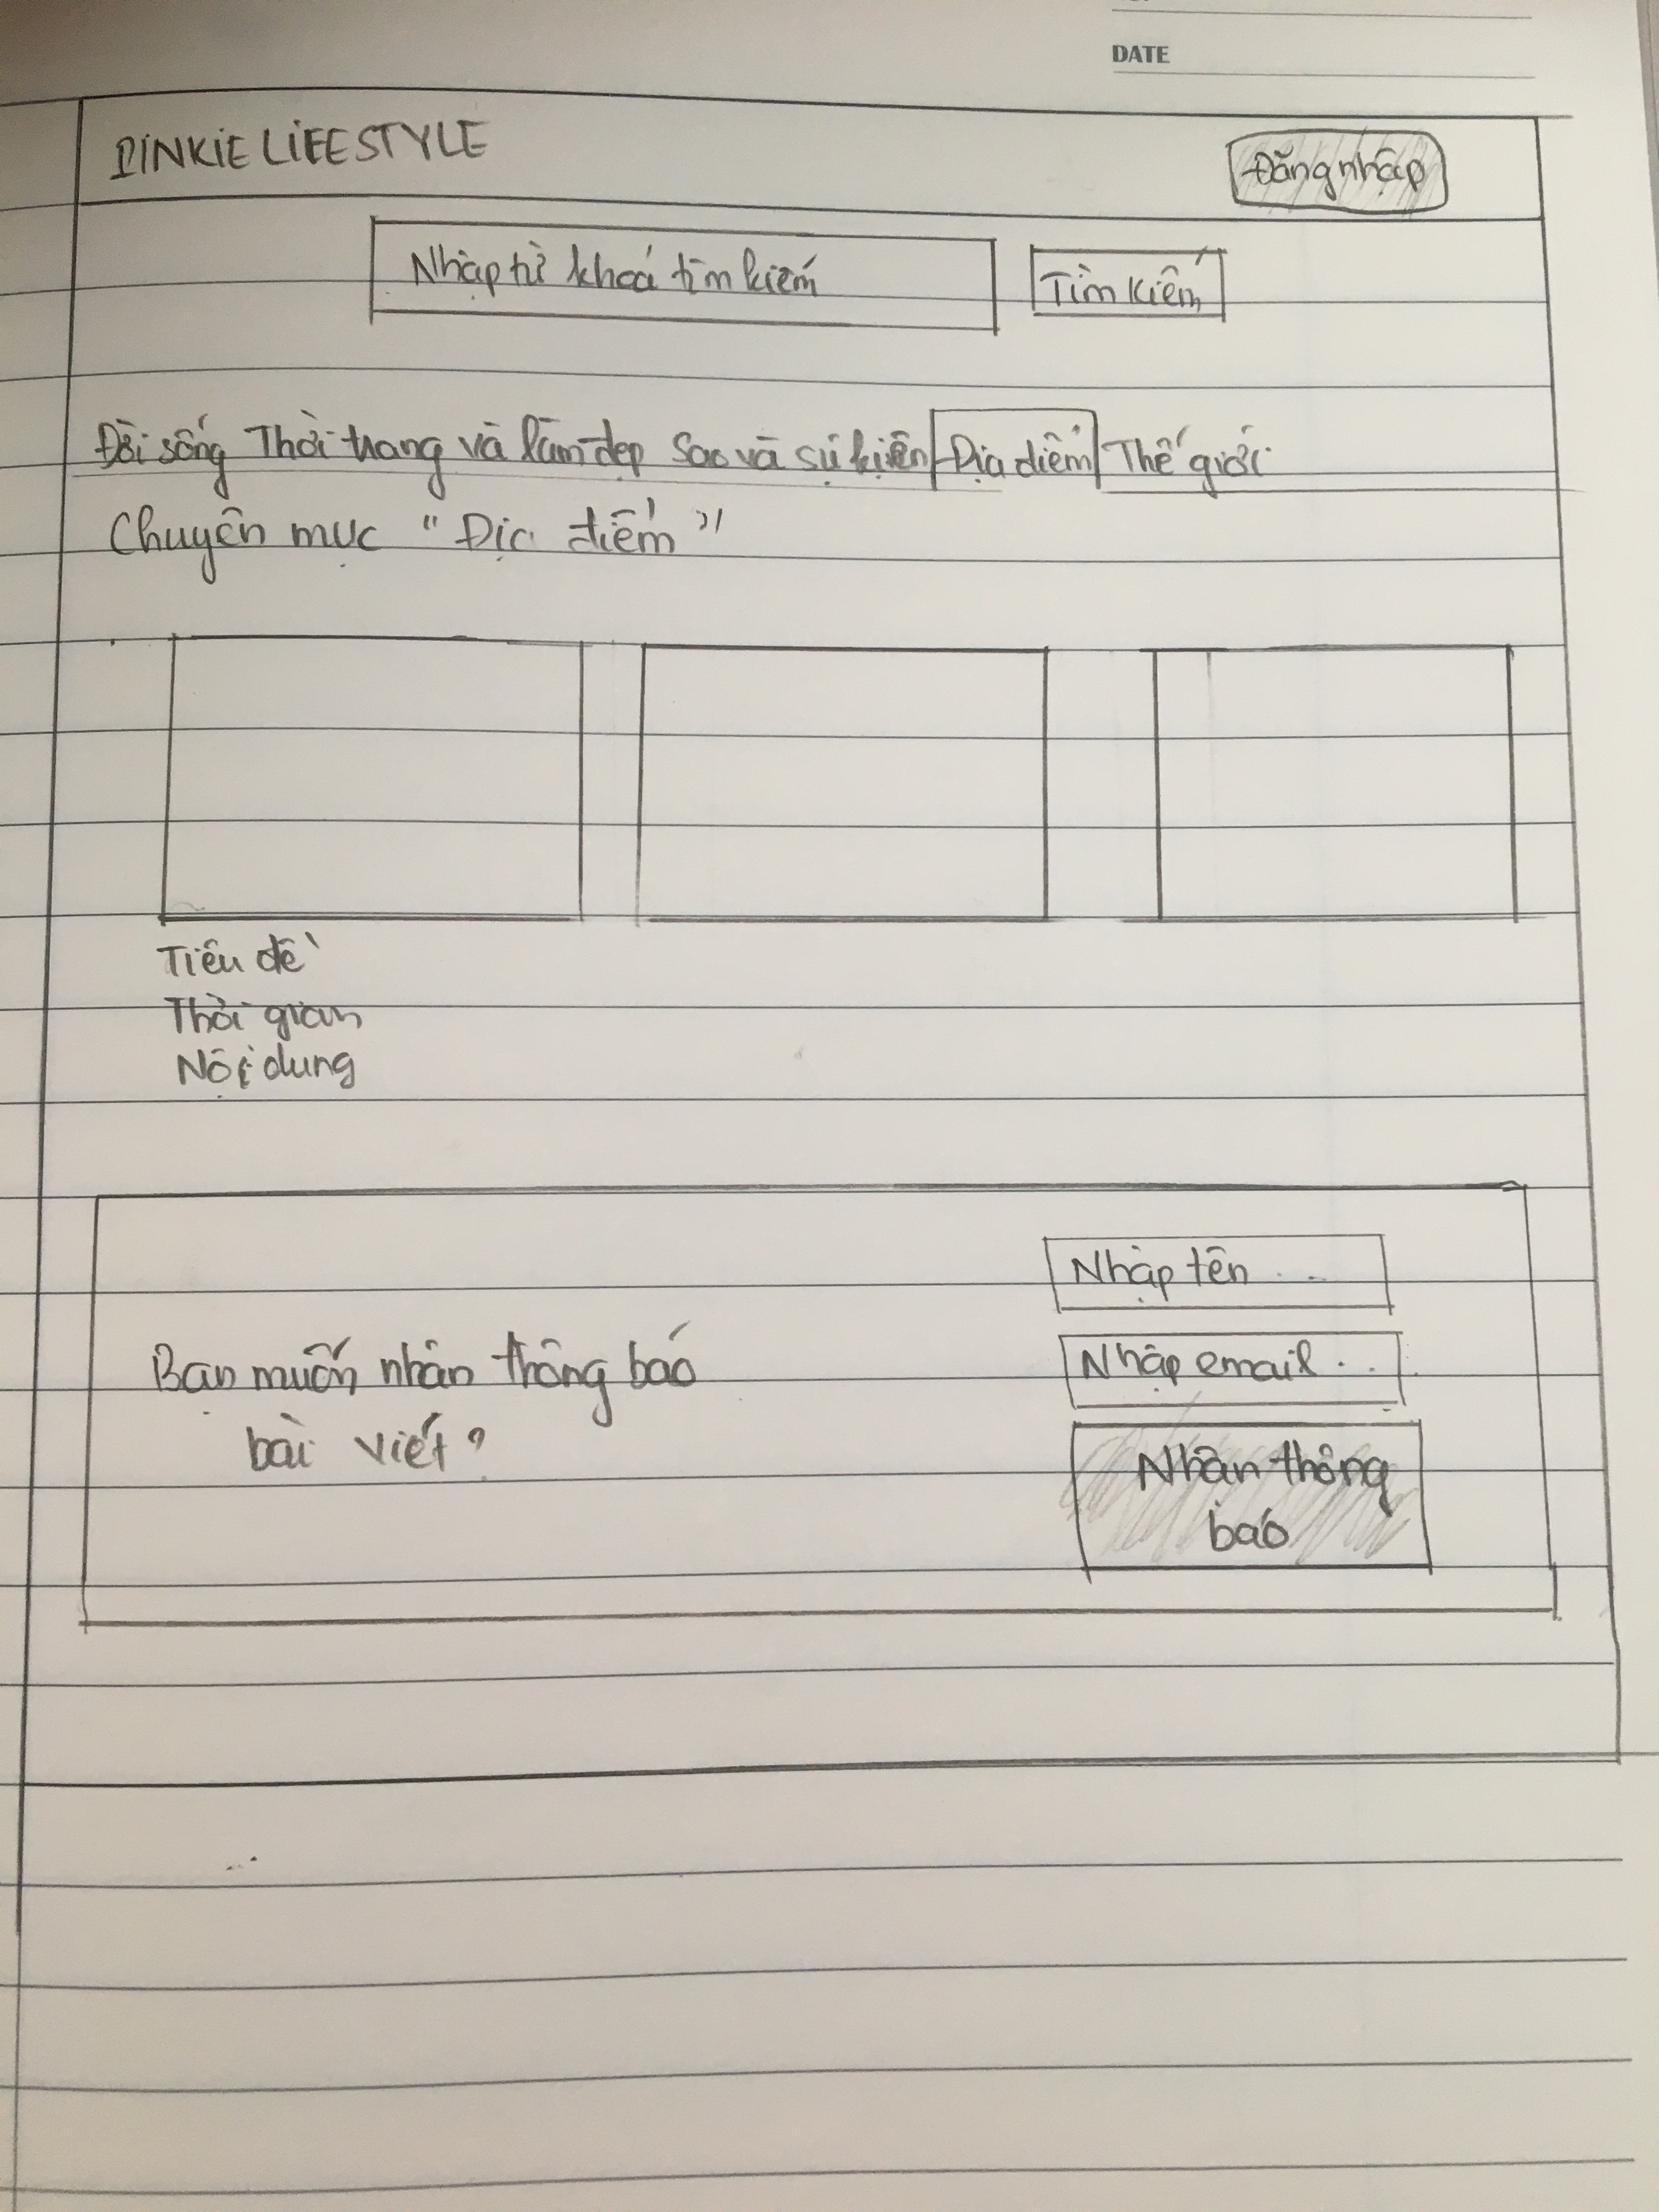 DATE
PINKIE LIFESTYLE
Đăng nhập
Nhập từ khoá tìm kiếm
Tìm kiếm
Đời sống Thời trang và làm đẹp Sao và sự kiện Địa điểm Thế giới
Chuyên mục "Địa điểm"
Tiêu đề
Thời gian
Nội dung
Nhập tên ...
Nhập email ...
Bạn muốn nhận thông báo
bài viết?
Nhận thông
báo